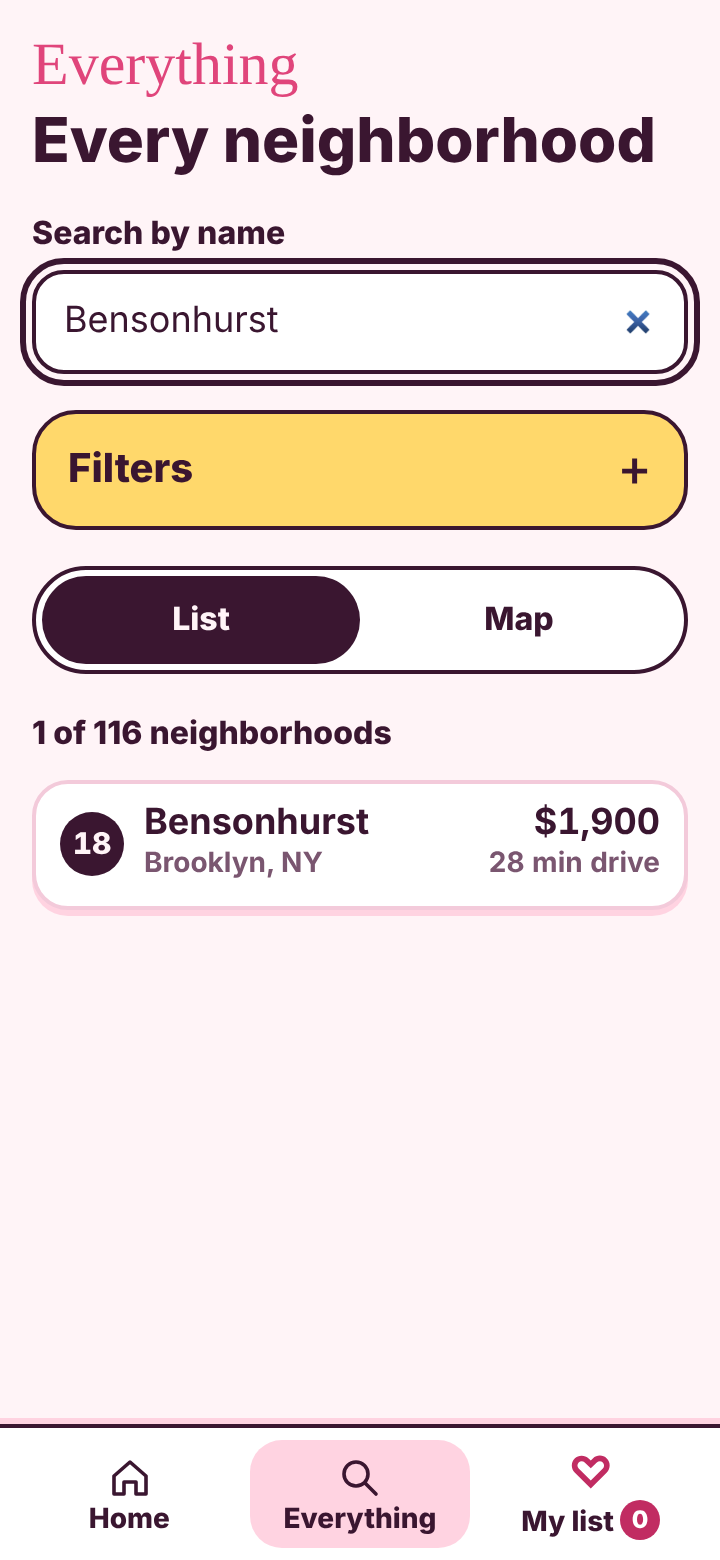 Everything
Every neighborhood
Search by name
Bensonhurst
Filters +
List Map
1 of 116 neighborhoods
18 Bensonhurst $1,900
Brooklyn, NY 28 min drive
Home Everything My list 0